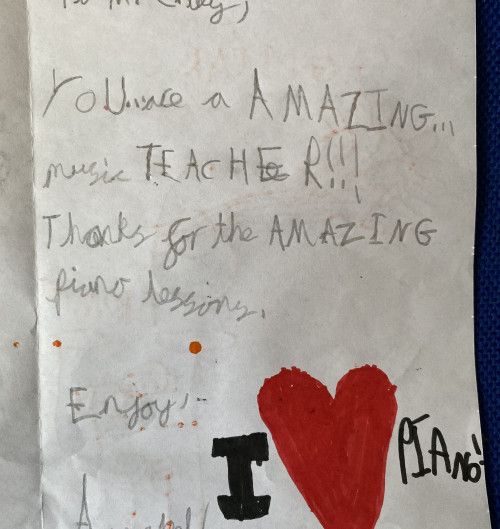 You...are a AMAZING...
music TEACHER!!!
Thanks for the AMAZING
piano lessons.
Enjoy!
I
PIANO!